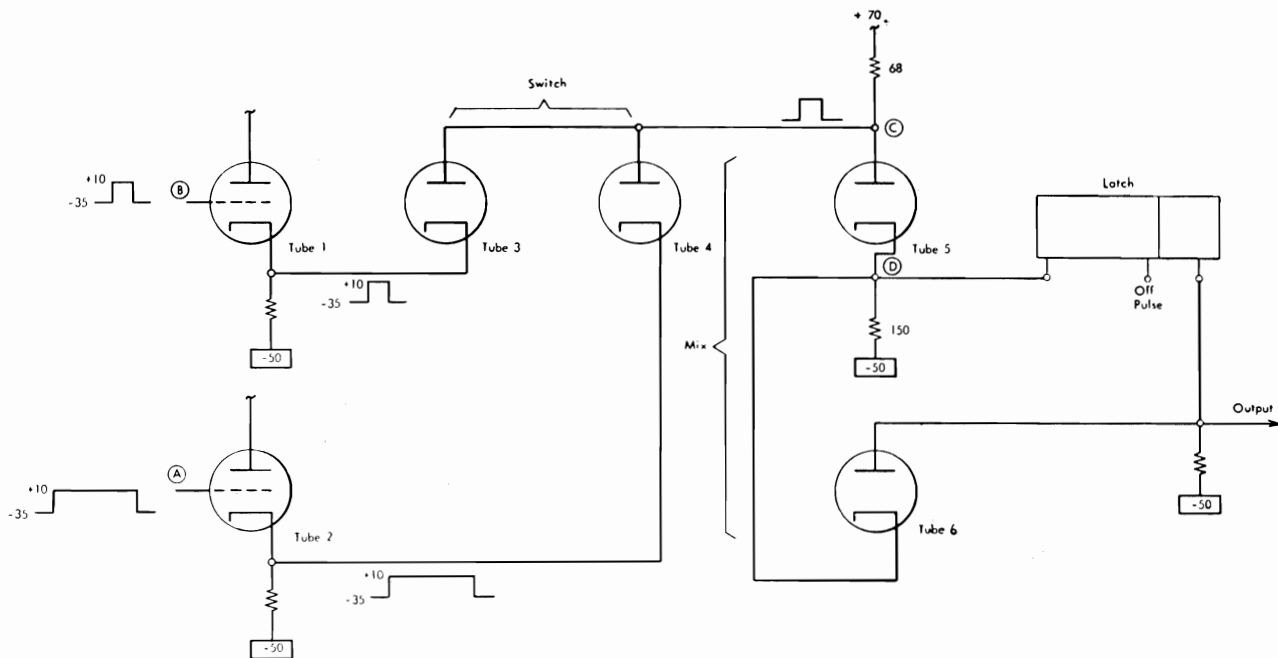 + 70
68
Switch
C
+10
-35
B
Tube 1
Tube 3
Tube 4
Tube 5
Latch
+10
-35
D
Off
Pulse
-50
150
Mix
-50
Output
+10
-35
A
Tube 2
Tube 6
-50
+10
-35
-50